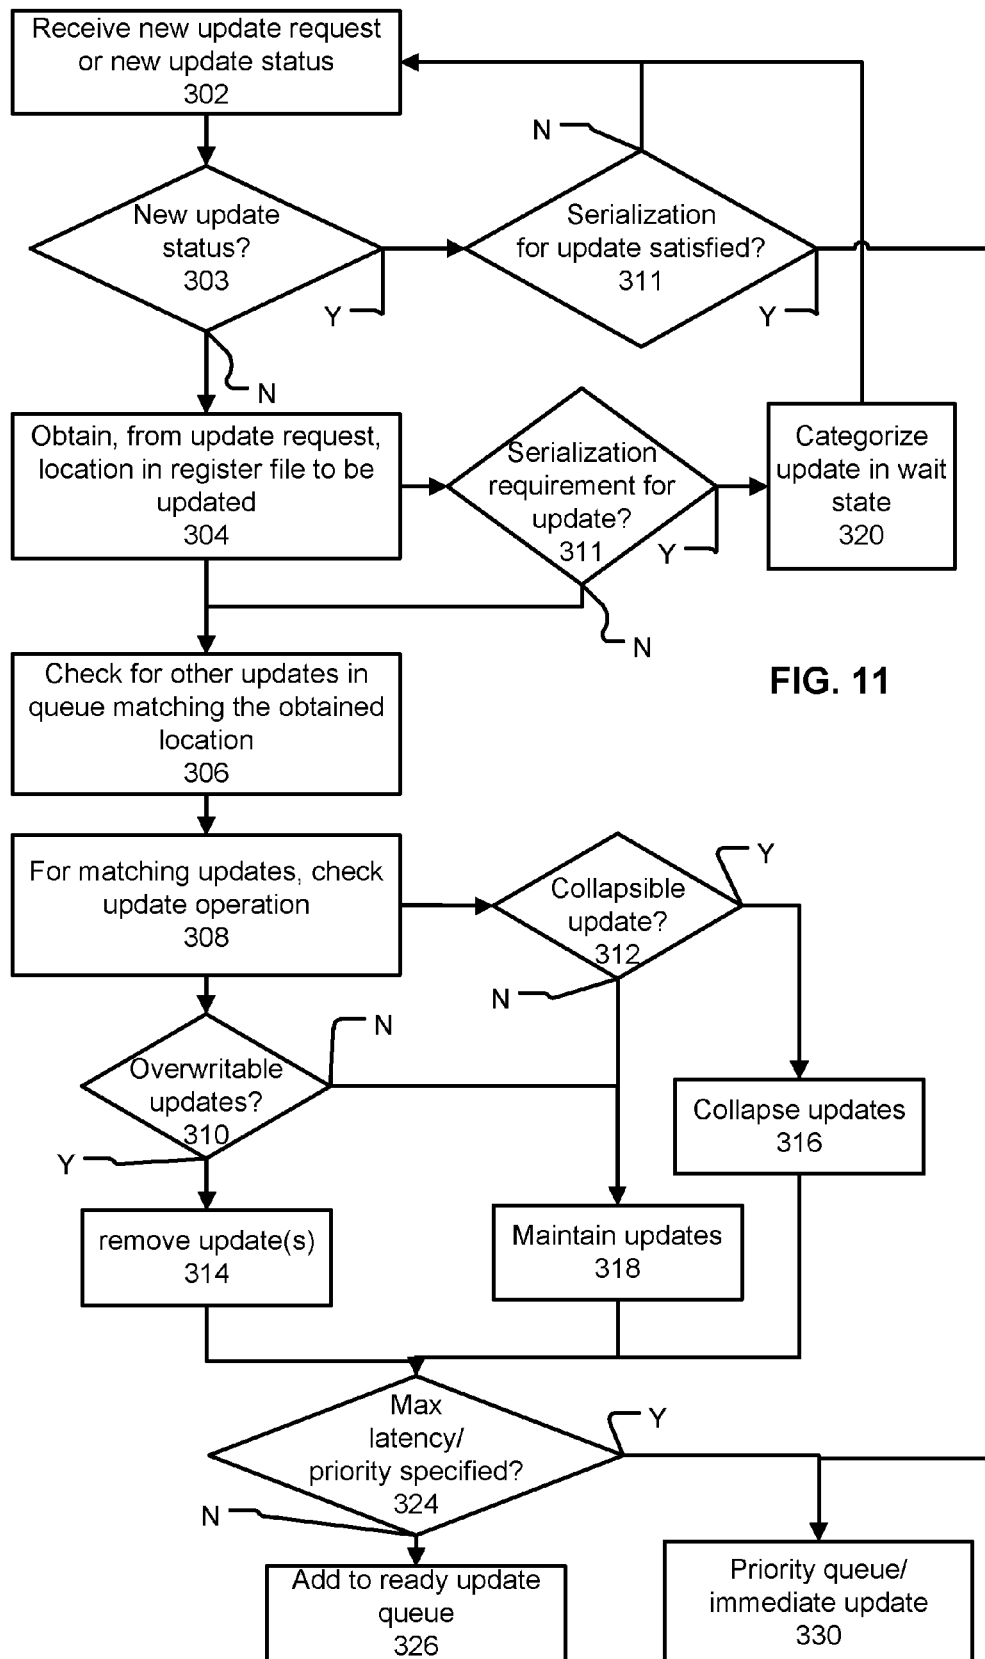 Receive new update request
or new update status
302
N
New update
status?
303
Y
Serialization
for update satisfied?
311
Y
N
Obtain, from update request,
location in register file to be
updated
304
Serialization
requirement for
update?
311
Y
N
Categorize
update in wait
state
320
Check for other updates in
queue matching the obtained
location
306
FIG. 11
For matching updates, check
update operation
308
Collapsible
update?
312
Y
N
Overwritable
updates?
310
N
Y
Collapse updates
316
remove update(s)
314
Maintain updates
318
Max
latency/
priority specified?
324
Y
N
Add to ready update
queue
326
Priority queue/
immediate update
330